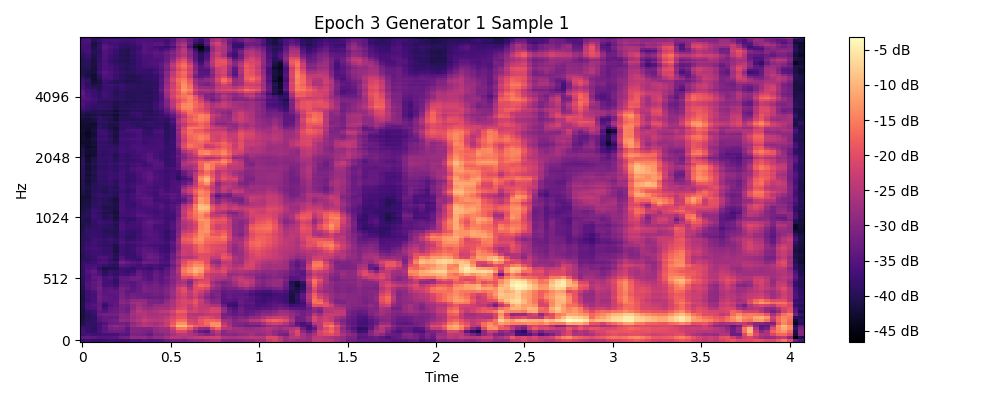 Epoch 3 Generator 1 Sample 1
Hz
4096
2048
1024
512
0
0 0.5 1 1.5 2 2.5 3 3.5 4
Time
-5 dB
-10 dB
-15 dB
-20 dB
-25 dB
-30 dB
-35 dB
-40 dB
-45 dB